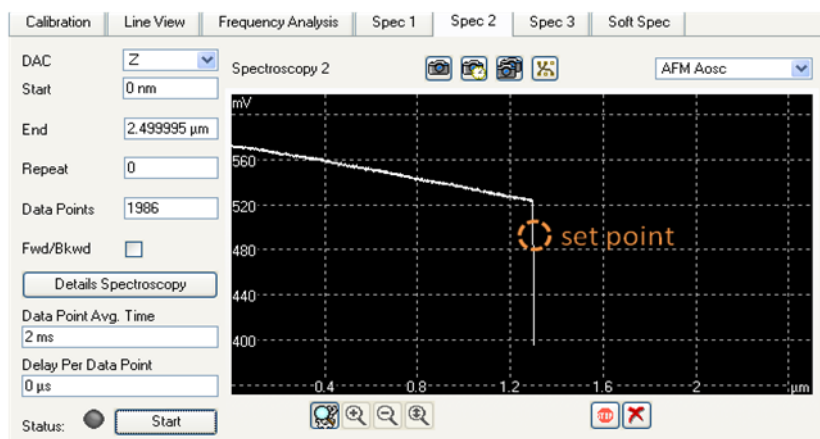 Calibration Line View Frequency Analysis Spec 1 Spec 2 Spec 3 Soft Spec
DAC Z
Spectroscopy 2 AFM Aosc
Start 0 nm
End 2.499995 µm
Repeat 0
Data Points 1986
Fwd/Bkwd
Details Spectroscopy
Data Point Avg. Time
2 ms
Delay Per Data Point
0 µs
Status: Start
mV
560
520
set point
480
440
400
0.4 0.8 1.2 1.6 2 µm
STO